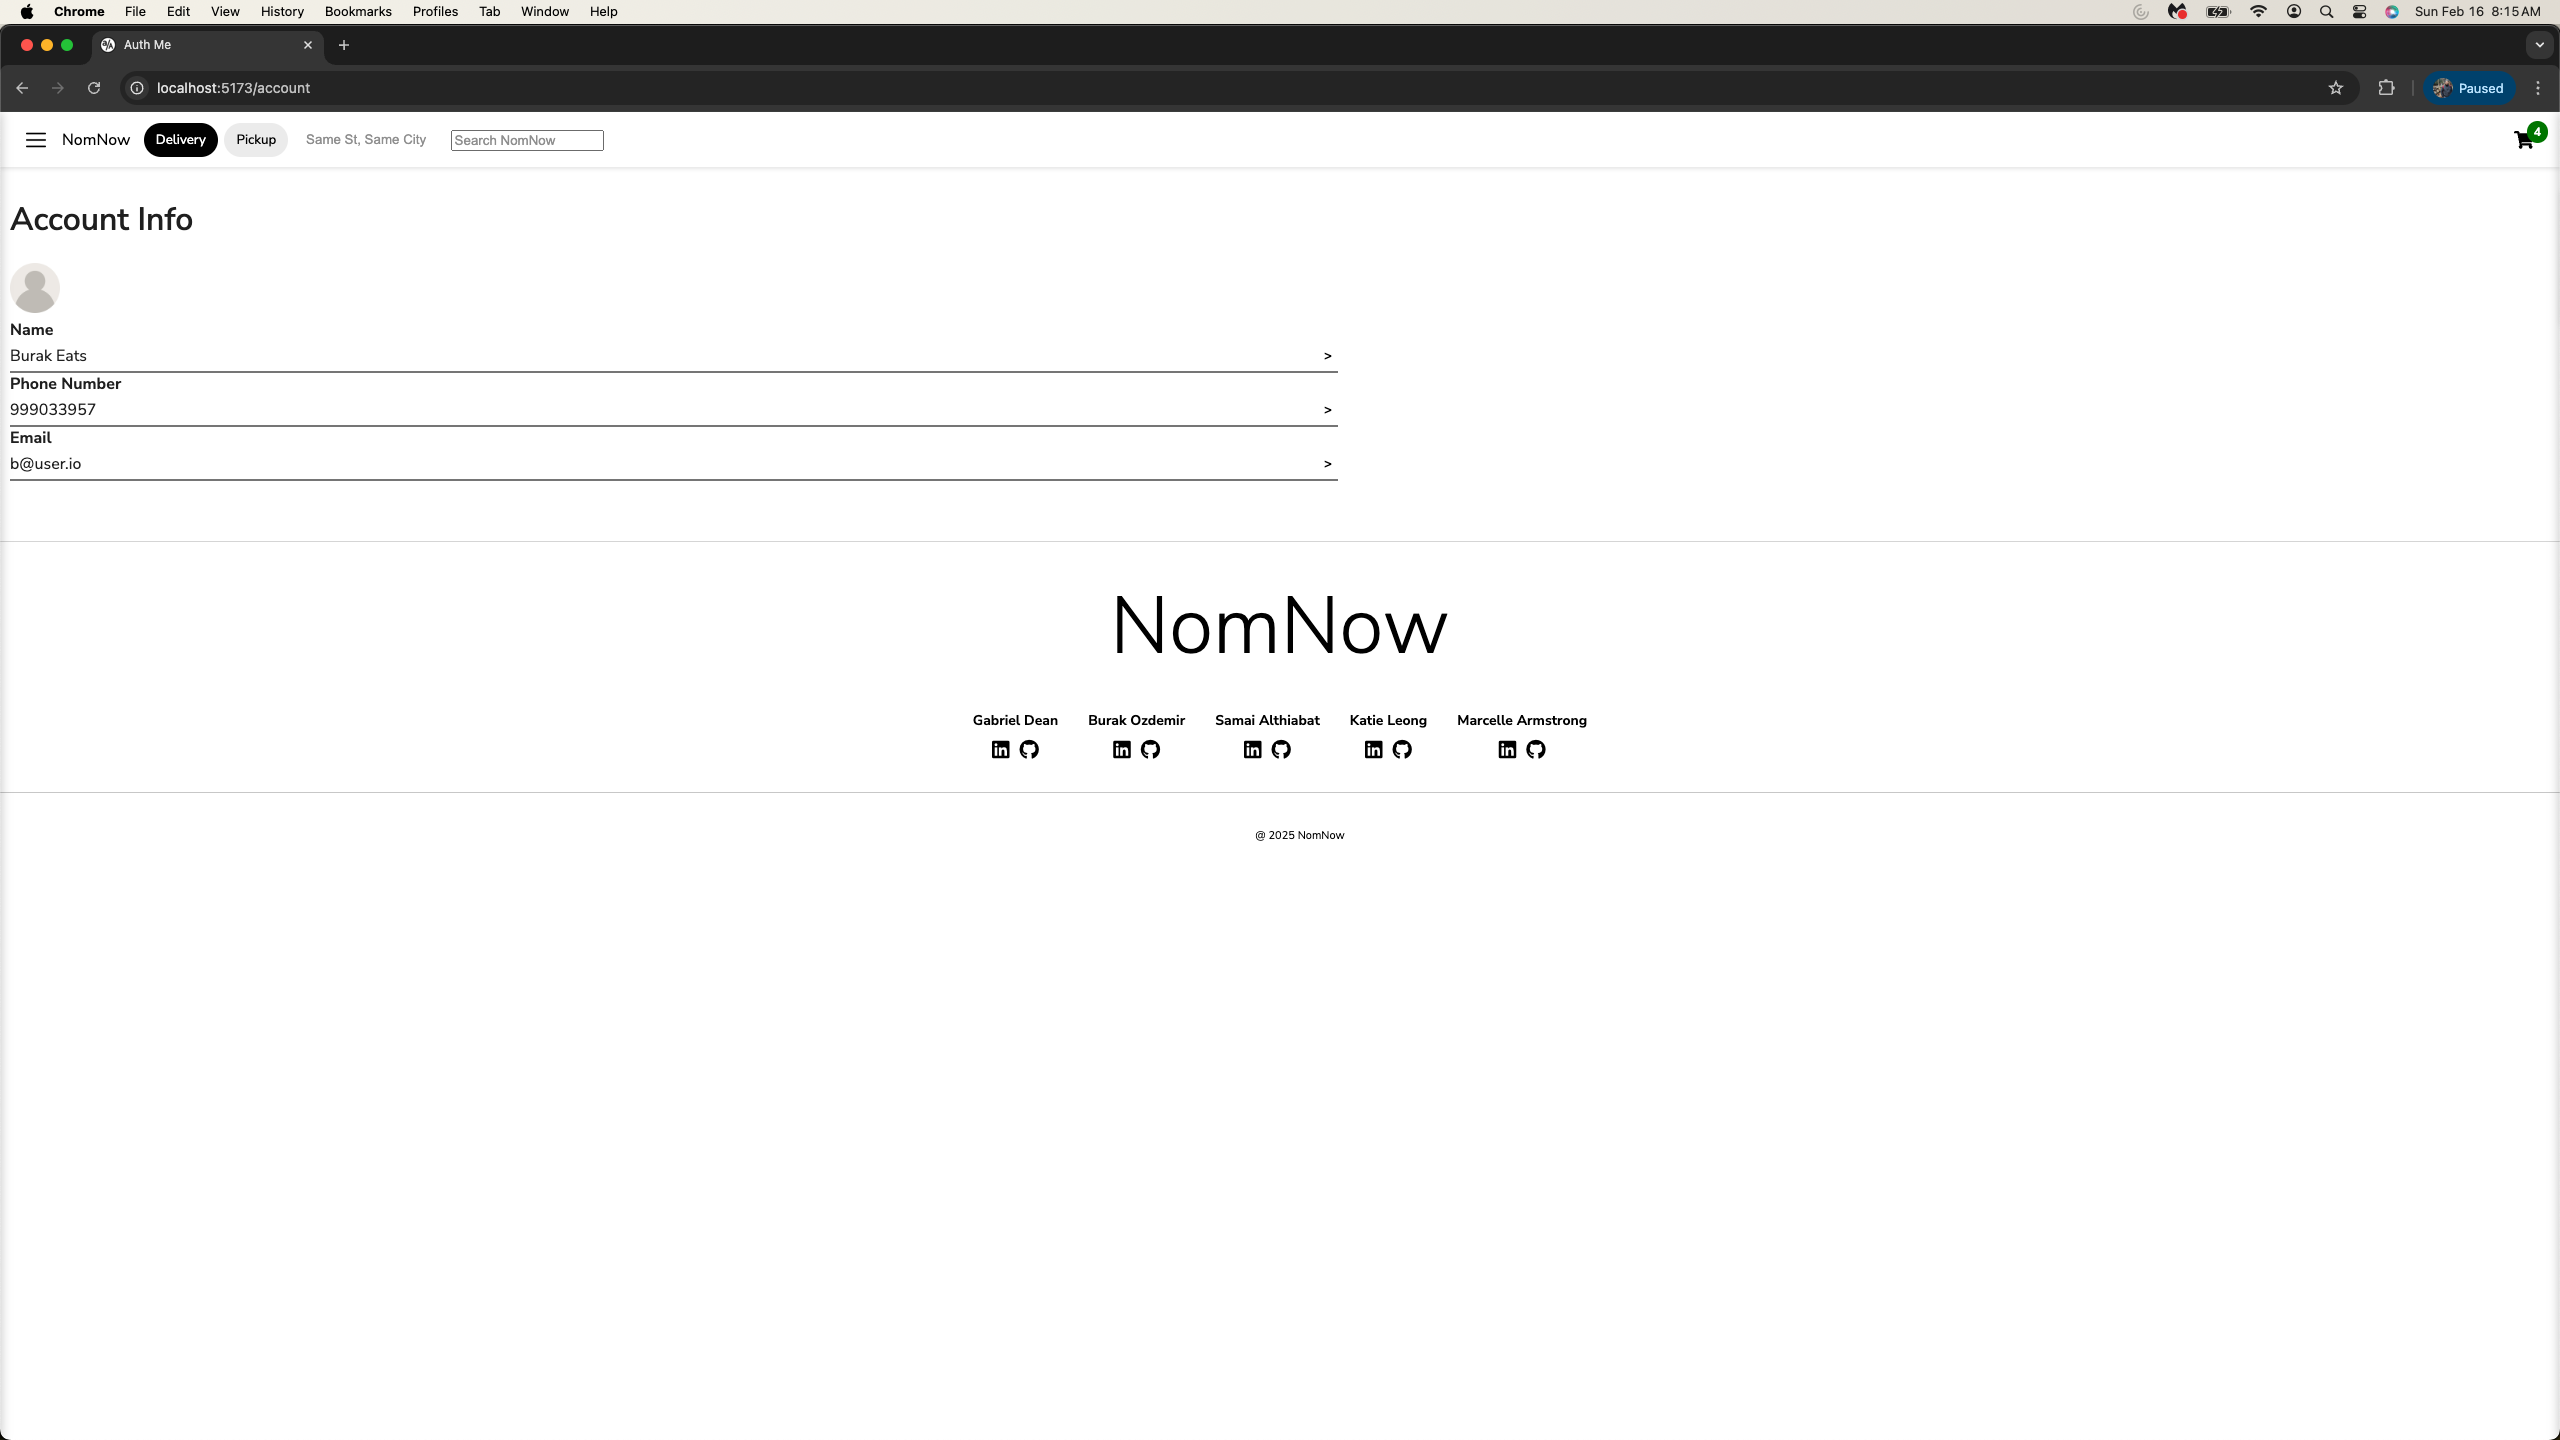 Chrome File Edit View History Bookmarks Profiles Tab Window Help Sun Feb 16 8:15 AM
Auth Me
localhost:5173/account Paused
NomNow Delivery Pickup Same St, Same City Search NomNow 4
Account Info
Name
Burak Eats >
Phone Number
999033957 >
Email
b@user.io >
NomNow
Gabriel Dean Burak Ozdemir Samai Althiabat Katie Leong Marcelle Armstrong
@ 2025 NomNow